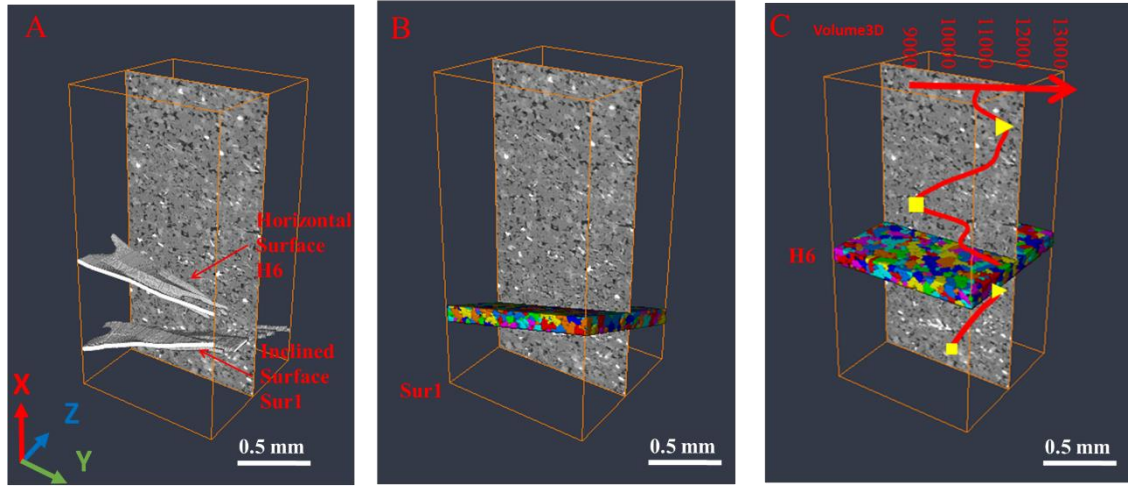 A
Horizontal
Surface
H6
Inclined
Surface
Sur1
X
Z
Y
0.5 mm
B
Sur1
0.5 mm
C
Volume3D
9000
10000
11000
12000
13000
H6
0.5 mm